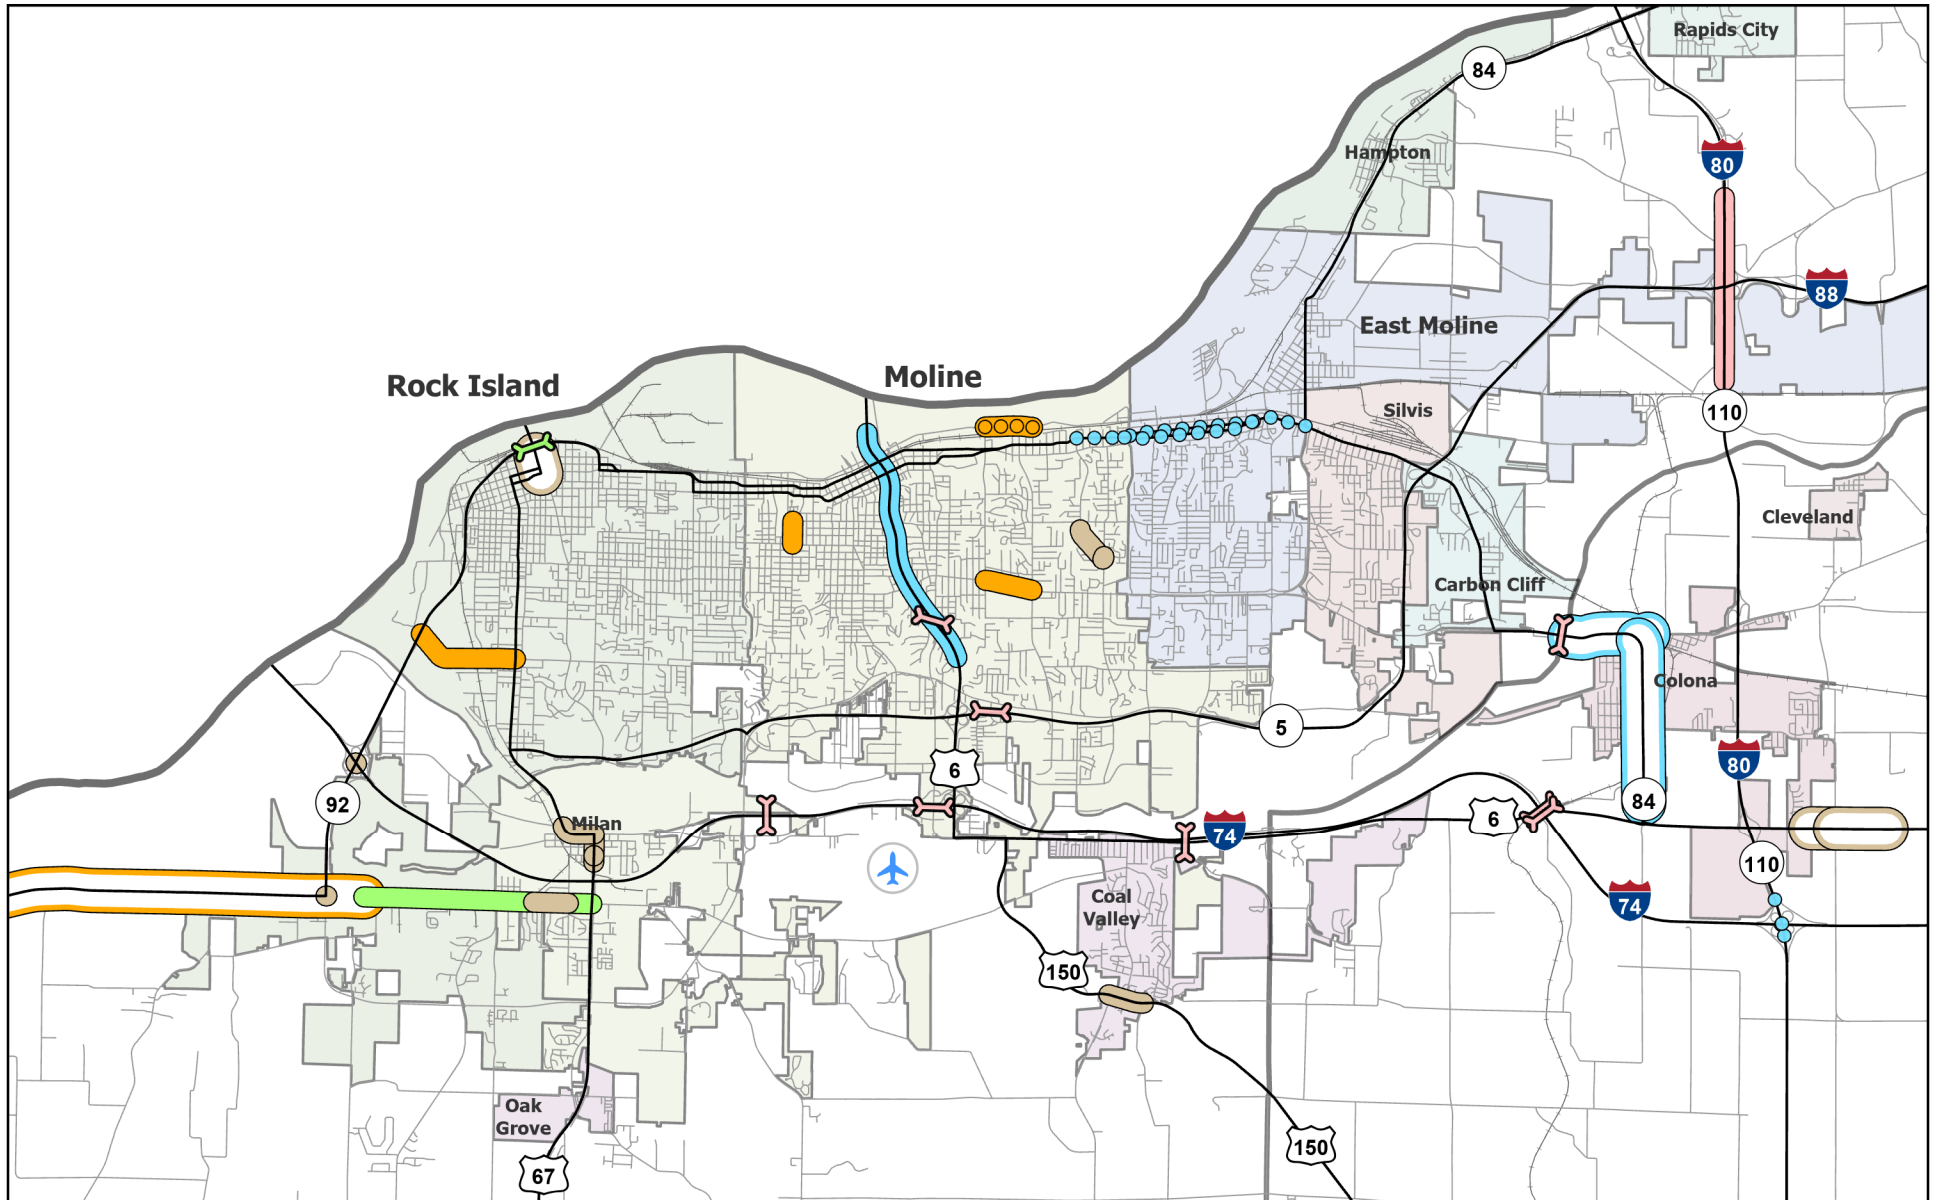 Rapids City
84
Hampton
80
88
East Moline
Moline
Rock Island
Silvis
110
Cleveland
Carbon Cliff
Colona
5
6
80
92
84
Milan
6
74
110
Coal
Valley
74
150
Oak
Grove
150
67